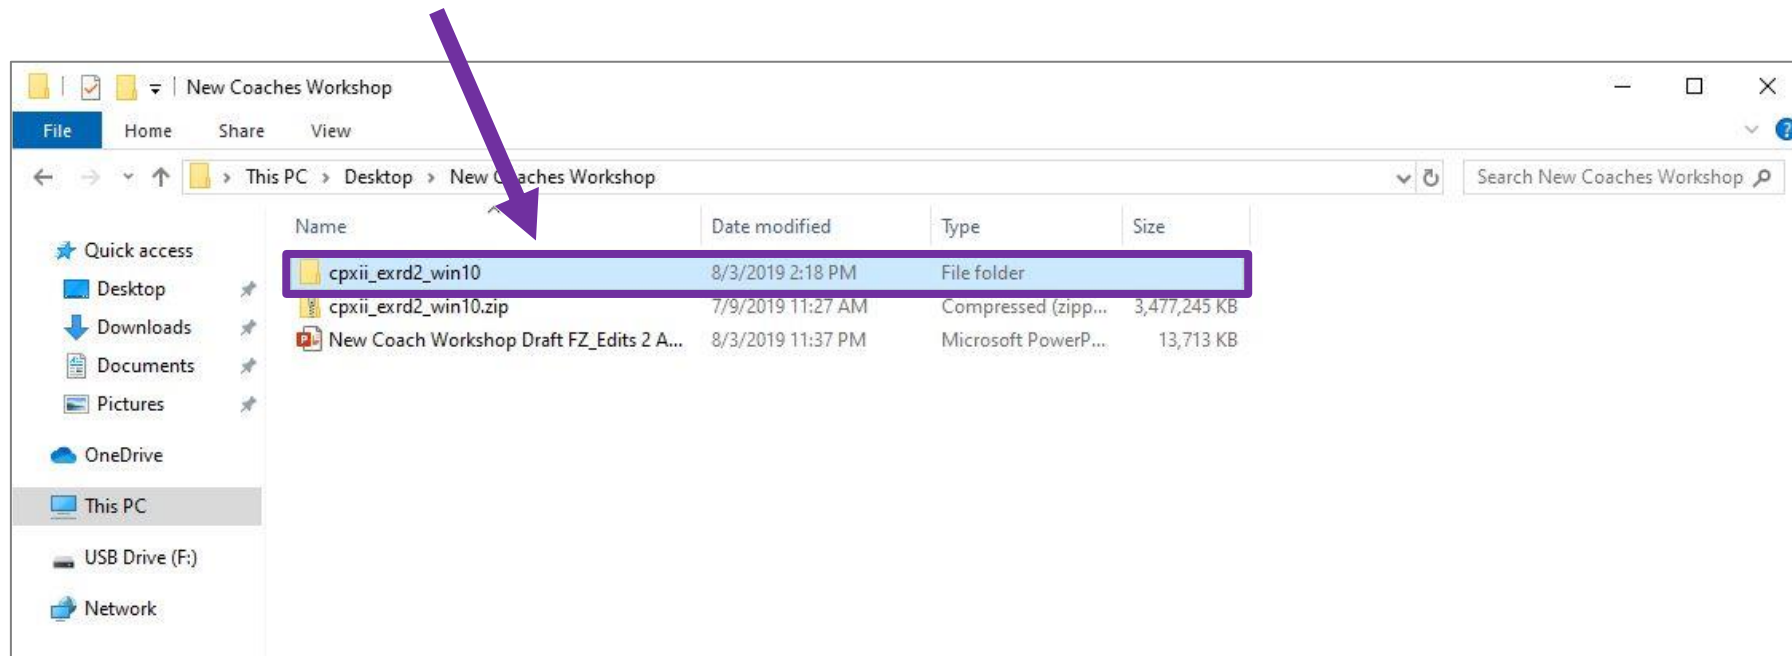 New Coaches Workshop
File Home Share View
This PC > Desktop > New Coaches Workshop
Search New Coaches Workshop
Name Date modified Type Size
Quick access
Desktop
Downloads
Documents
Pictures
OneDrive
This PC
USB Drive (F:)
Network
cpxii_exrd2_win10 8/3/2019 2:18 PM File folder
cpxii_exrd2_win10.zip 7/9/2019 11:27 AM Compressed (zipp... 3,477,245 KB
New Coach Workshop Draft FZ_Edits 2 A... 8/3/2019 11:37 PM Microsoft PowerP... 13,713 KB